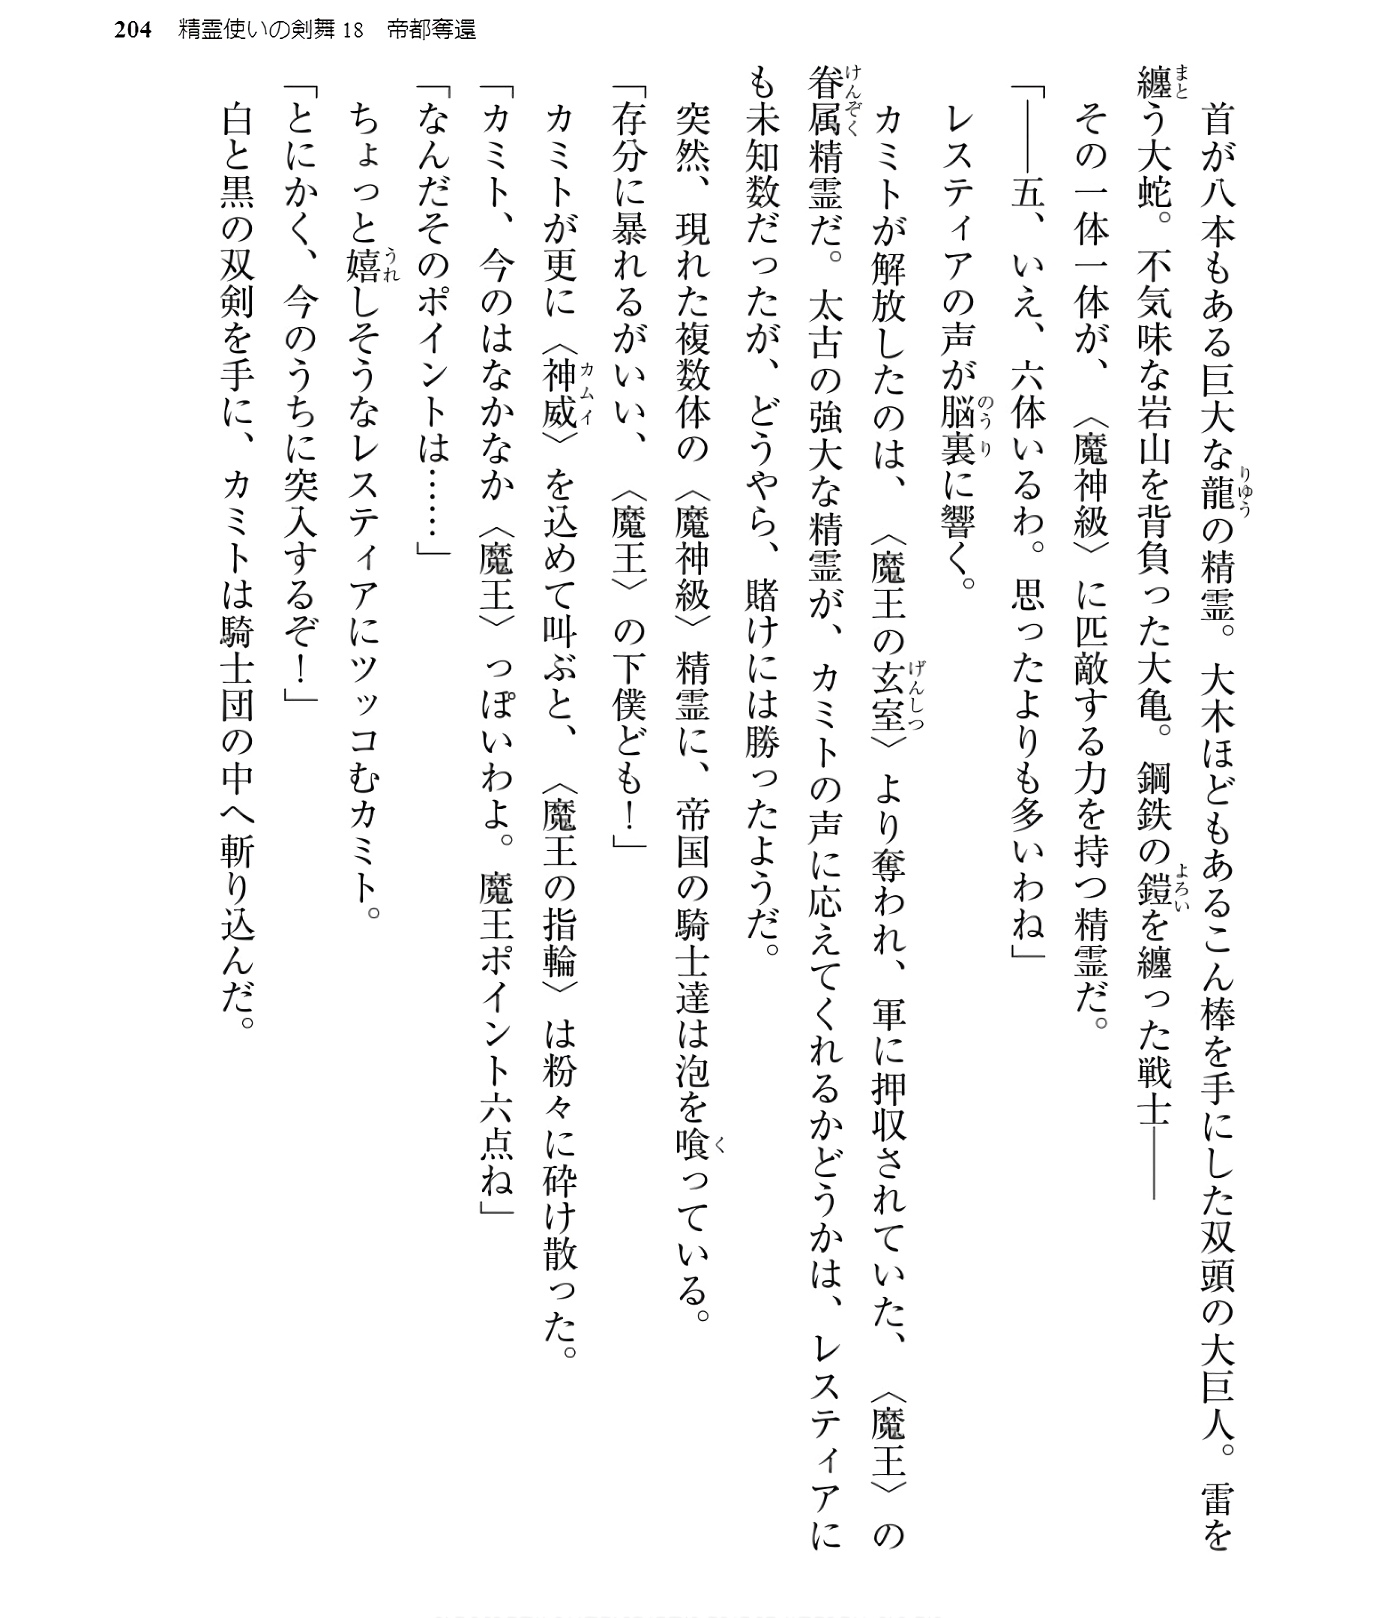 204　精霊使いの剣舞 18　帝都奪還
　首が八本もある巨大な龍の精霊。大木ほどもあるこん棒を手にした双頭の大巨人。雷を
纏う大蛇。不気味な岩山を背負った大亀。鋼鉄の鎧を纏った戦士――
　その一体一体が、〈魔神級〉に匹敵する力を持つ精霊だ。
「――五、いえ、六体いるわ。思ったよりも多いわね」
　レスティアの声が脳裏に響く。
　カミトが解放したのは、〈魔王の玄室〉より奪われ、軍に押収されていた、〈魔王〉の
眷属精霊だ。太古の強大な精霊が、カミトの声に応えてくれるかどうかは、レスティアに
も未知数だったが、どうやら、賭けには勝ったようだ。
　突然、現れた複数体の〈魔神級〉精霊に、帝国の騎士達は泡を喰っている。
「存分に暴れるがいい、〈魔王〉の下僕ども！」
　カミトが更に〈神威〉を込めて叫ぶと、〈魔王の指輪〉は粉々に砕け散った。
「カミト、今のはなかなか〈魔王〉っぽいわよ。魔王ポイント六点ね」
「なんだそのポイントは……」
　ちょっと嬉しそうなレスティアにツッコむカミト。
「とにかく、今のうちに突入するぞ！」
　白と黒の双剣を手に、カミトは騎士団の中へ斬り込んだ。